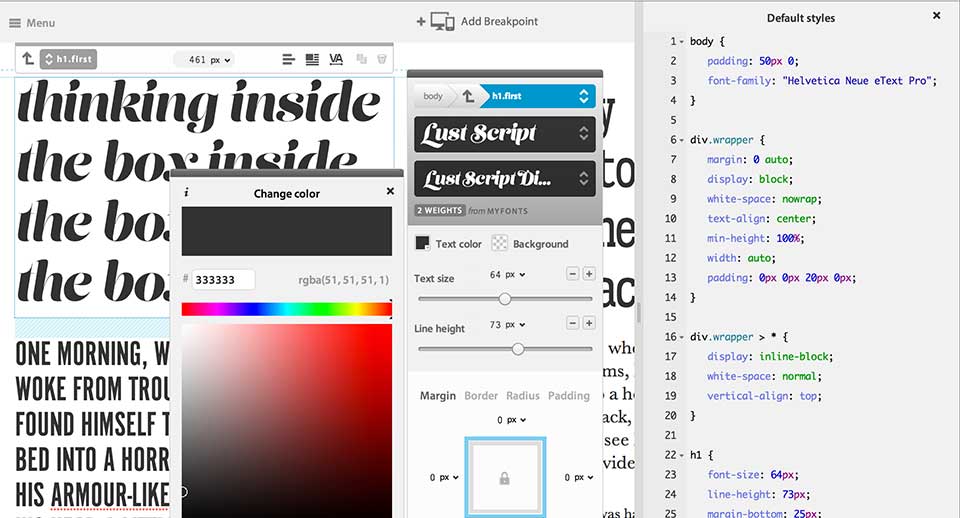 Menu
Add Breakpoint
h1.first
461 px
VA
thinking inside
the box inside
the bo
the bo
ONE MORNING, W
WOKE FROM TROU
FOUND HIMSELF T
BED INTO A HORR
HIS ARMOUR-LIKE
i
Change color
×
# 333333
rgba(51, 51, 51, 1)
body
h1.first
Lust Script
Lust Script Di...
2 WEIGHTS from MYFONTS
Text color
Background
Text size
64 px
Line height
73 px
Margin Border Radius Padding
0 px
0 px
0 px
y
to
ne
ac
who
ms,
a ho
ack,
see
vide
was ha
Default styles
×
1 body {
2 padding: 50px 0;
3 font-family: "Helvetica Neue eText Pro";
4 }
5
6 div.wrapper {
7 margin: 0 auto;
8 display: block;
9 white-space: nowrap;
10 text-align: center;
11 min-height: 100%;
12 width: auto;
13 padding: 0px 0px 20px 0px;
14 }
15
16 div.wrapper > * {
17 display: inline-block;
18 white-space: normal;
19 vertical-align: top;
20 }
21
22 h1 {
23 font-size: 64px;
24 line-height: 73px;
25 margin-bottom: 25px;